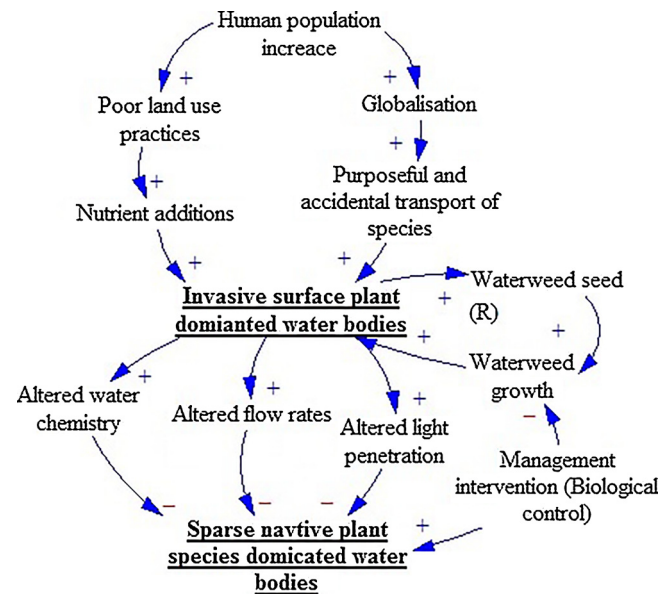 Human population
increace
+
+
Poor land use
practices
Globalisation
+
+
Purposeful and
accidental transport of
species
Nutrient additions
+
+
Invasive surface plant
domianted water bodies
+
Waterweed seed
(R)
+
+
Waterweed
growth
+
Altered water
chemistry
+
Altered flow rates
+
Altered light
penetration
−
Management
intervention (Biological
control)
−
−
−
Sparse navtive plant
species domicated water
bodies
+